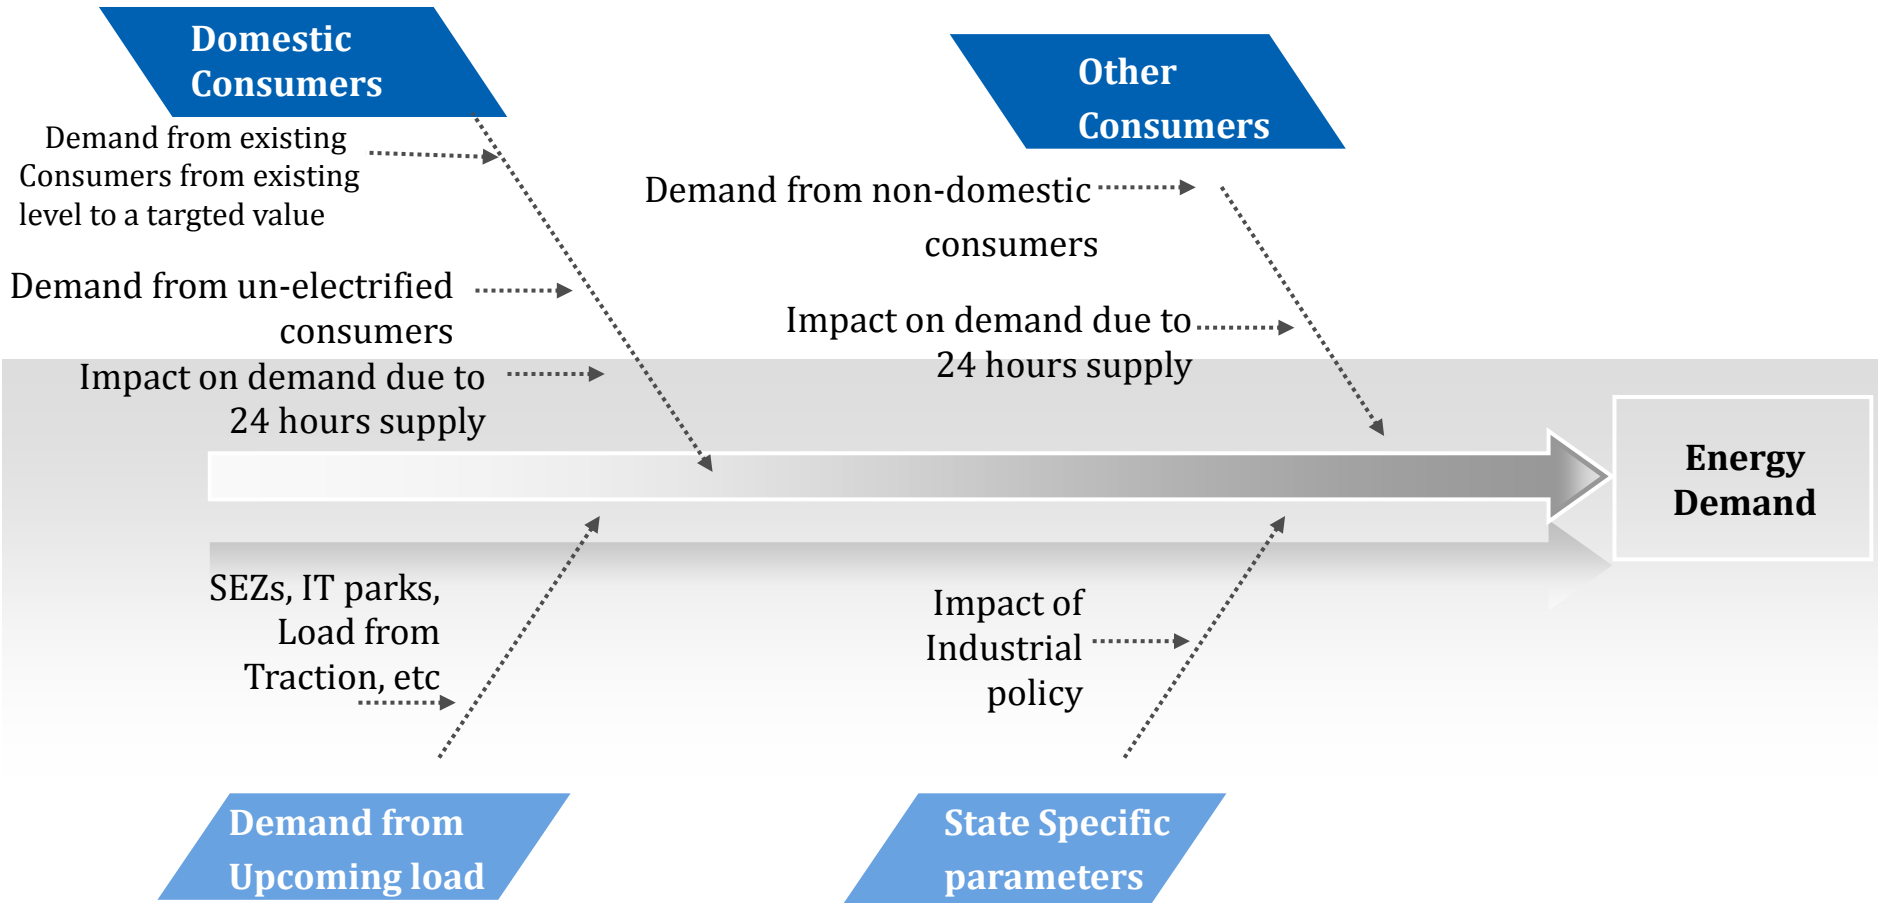 Domestic
Consumers
Demand from existing
Consumers from existing
level to a targted value
Demand from un-electrified
consumers
Impact on demand due to
24 hours supply
Other
Consumers
Demand from non-domestic
consumers
Impact on demand due to
24 hours supply
Energy
Demand
SEZs, IT parks,
Load from
Traction, etc
Demand from
Upcoming load
Impact of
Industrial
policy
State Specific
parameters